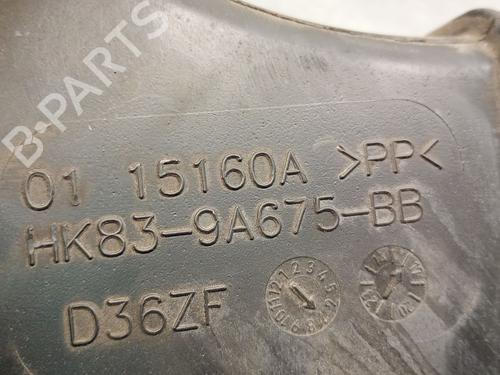 B-PARTS
01 15160A >PP<
HK83-9A675-BB
D36ZF